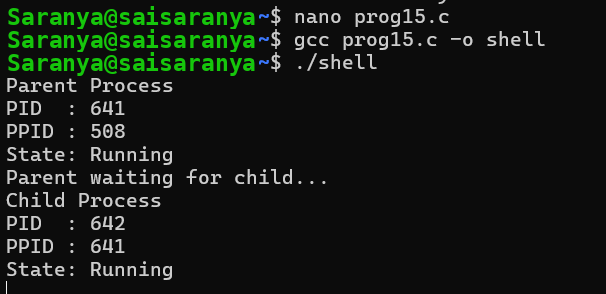 Saranya@saisaranya~$ nano prog15.c
Saranya@saisaranya~$ gcc prog15.c -o shell
Saranya@saisaranya~$ ./shell
Parent Process
PID  : 641
PPID : 508
State: Running
Parent waiting for child...
Child Process
PID  : 642
PPID : 641
State: Running